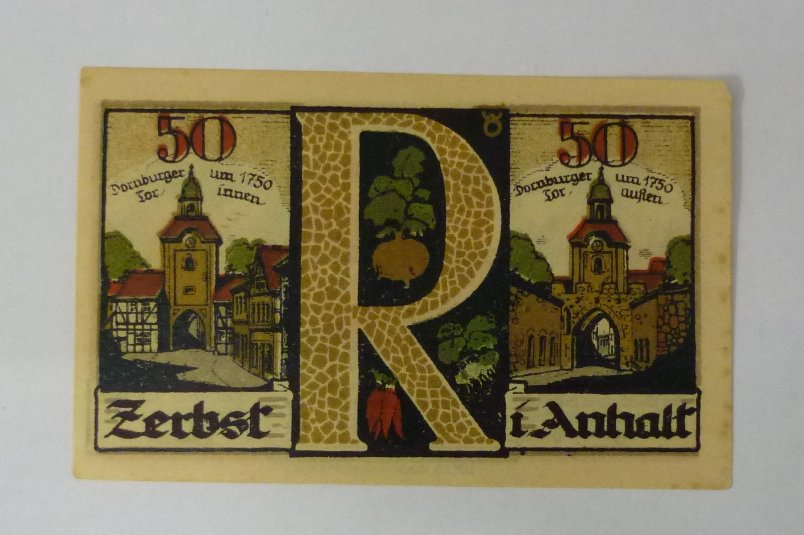 50
Dornburger um 1750
Tor innen
R
50
Dornburger um 1750
Tor außen
Zerbst
i. Anhalt